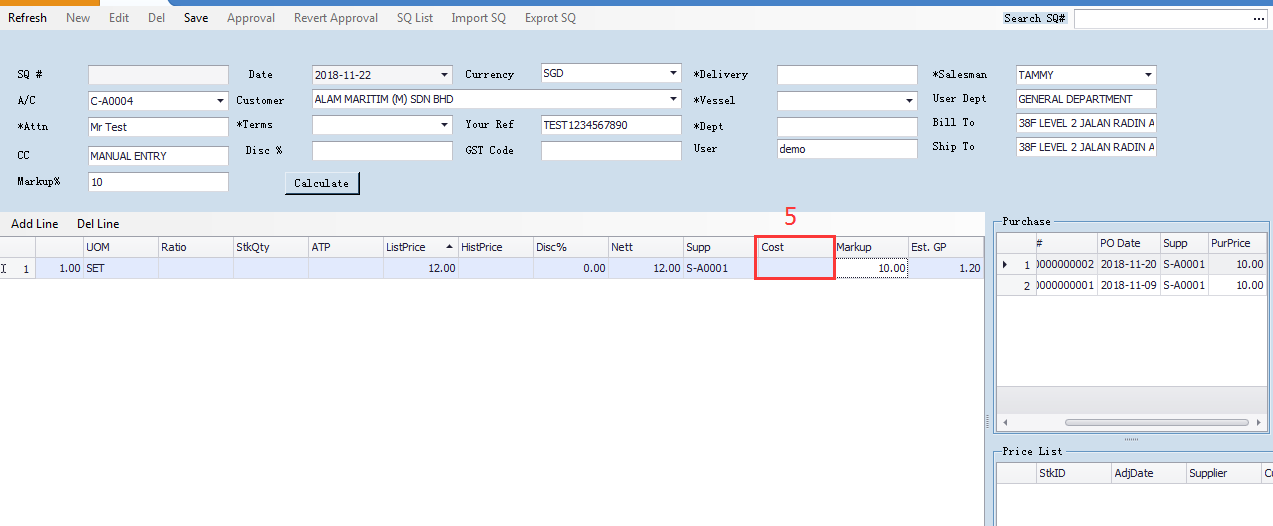 Refresh New Edit Del Save Approval Revert Approval SQ List Import SQ Exprot SQ Search SQ# ...
SQ # Date 2018-11-22 Currency SGD *Delivery *Salesman TAMMY
A/C C-A0004 Customer ALAM MARITIM (M) SDN BHD *Vessel User Dept GENERAL DEPARTMENT
*Attn Mr Test *Terms Your Ref TEST1234567890 *Dept Bill To 38F LEVEL 2 JALAN RADIN A
CC MANUAL ENTRY Disc % GST Code User demo Ship To 38F LEVEL 2 JALAN RADIN A
Markup% 10 Calculate
5
Add Line Del Line Purchase
UOM Ratio StkQty ATP ListPrice HistPrice Disc% Nett Supp Cost Markup Est. GP # PO Date Supp PurPrice
1 1.00 SET 12.00 0.00 12.00 S-A0001 10.00 1.20 1 0000000002 2018-11-20 S-A0001 10.00
2 0000000001 2018-11-09 S-A0001 10.00
Price List
StkID AdjDate Supplier